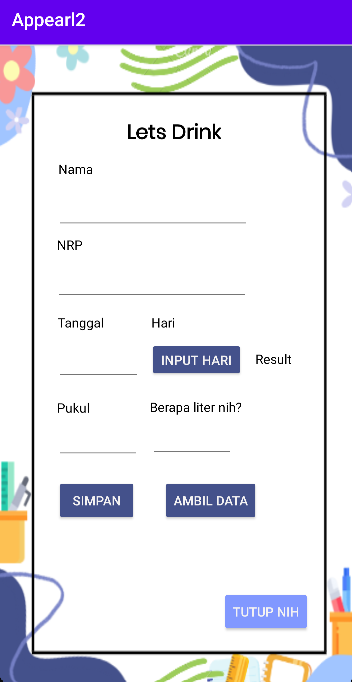 Appearl2
Lets Drink
Nama
NRP
Tanggal Hari
INPUT HARI Result
Pukul Berapa liter nih?
SIMPAN AMBIL DATA
TUTUP NIH